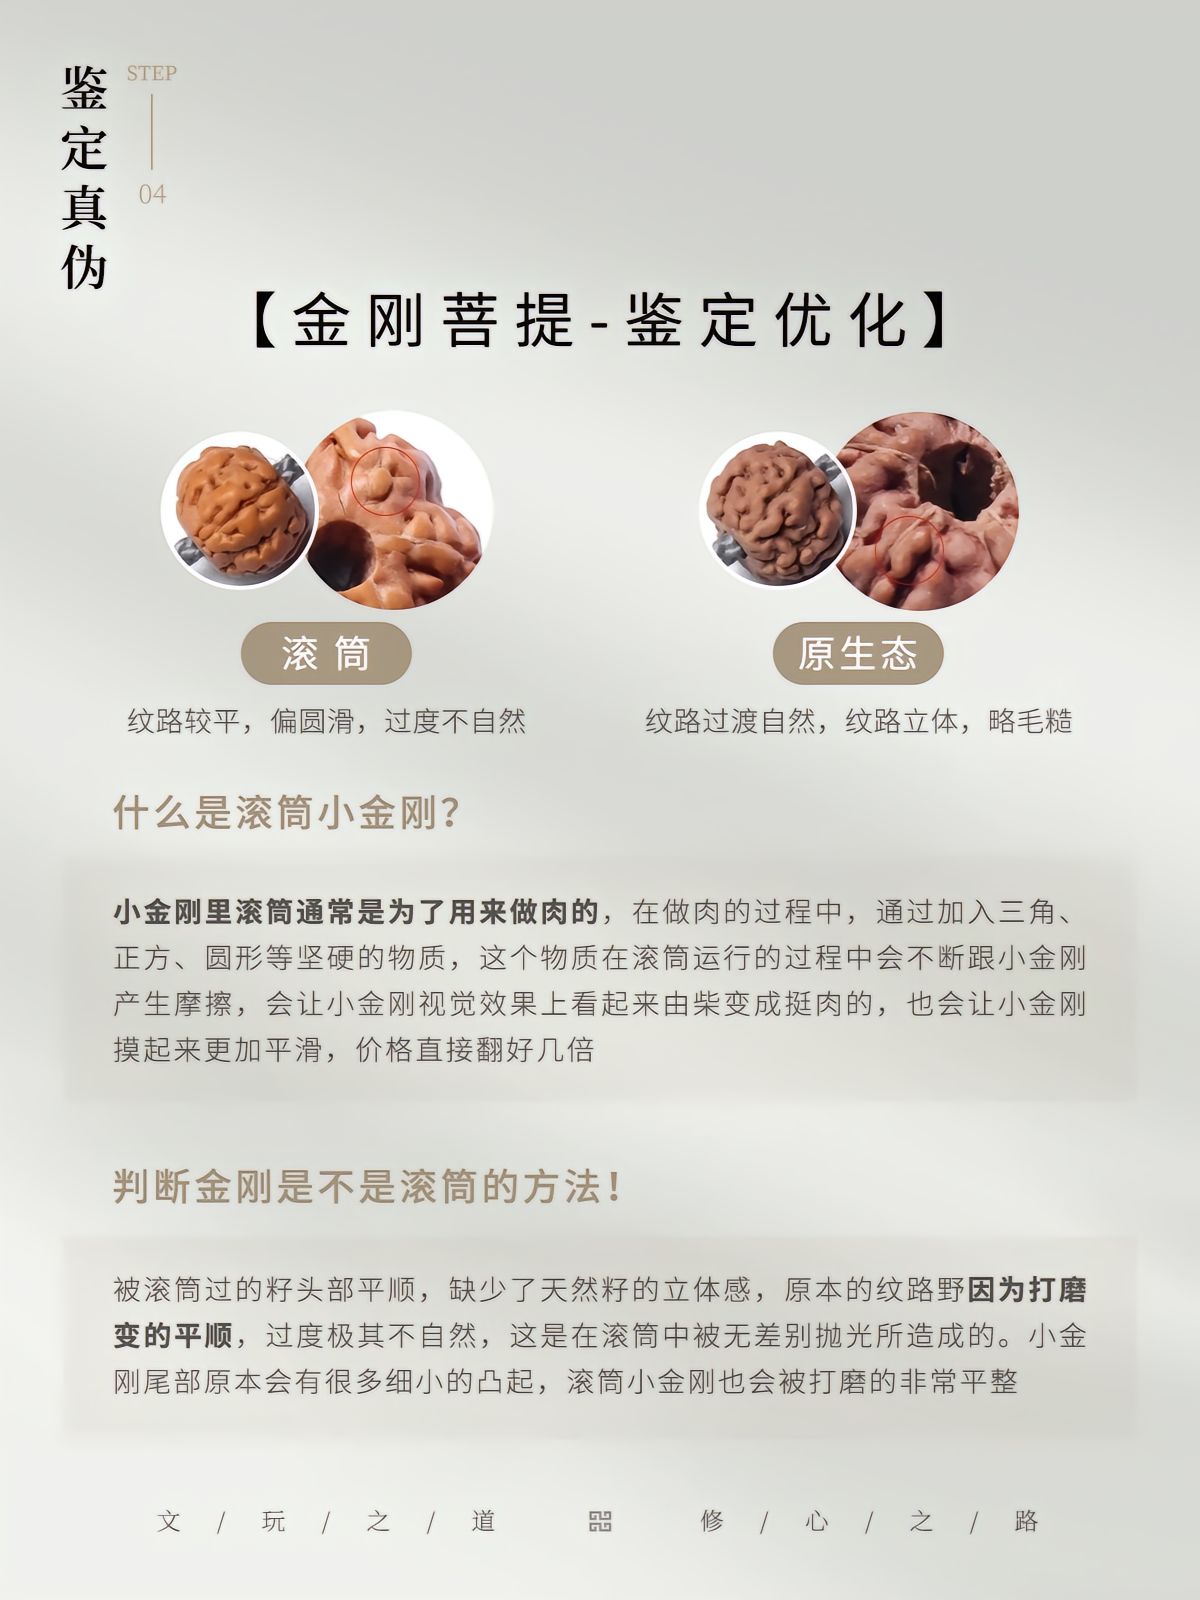 鉴定真伪
STEP
04
【金刚菩提-鉴定优化】
滚筒
原生态
纹路较平，偏圆滑，过度不自然
纹路过渡自然，纹路立体，略毛糙
什么是滚筒小金刚？
小金刚里滚筒通常是为了用来做肉的，在做肉的过程中，通过加入三角、
正方、圆形等坚硬的物质，这个物质在滚筒运行的过程中会不断跟小金刚
产生摩擦，会让小金刚视觉效果上看起来由柴变成挺肉的，也会让小金刚
摸起来更加平滑，价格直接翻好几倍
判断金刚是不是滚筒的方法！
被滚筒过的籽头部平顺，缺少了天然籽的立体感，原本的纹路野因为打磨
变的平顺，过度极其不自然，这是在滚筒中被无差别抛光所造成的。小金
刚尾部原本会有很多细小的凸起，滚筒小金刚也会被打磨的非常平整
文/玩/之/道 修/心/之/路